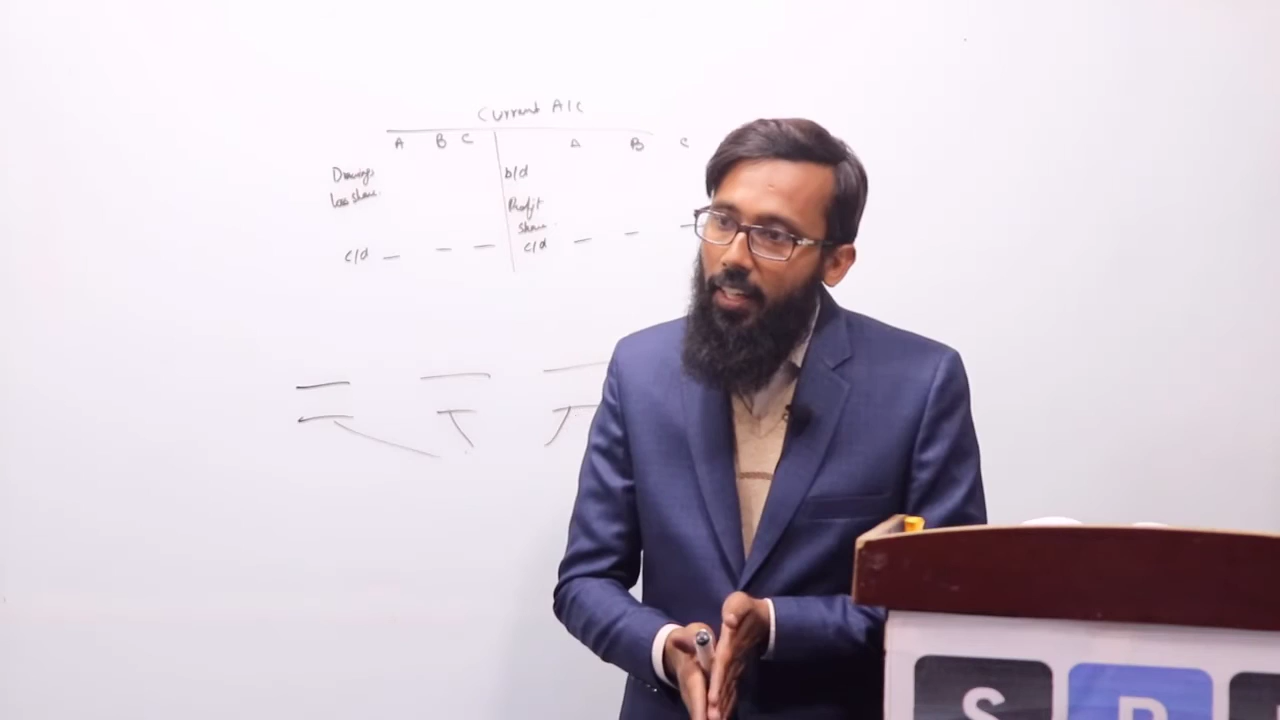 Current A/C
A B C A B C
Drawings b/d
Loss share. Profit
share.
c/d c/d
S